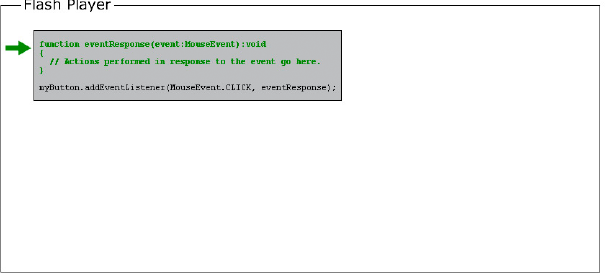 Flash Player
function eventResponse(event:MouseEvent):void
{
// Actions performed in response to the event go here.
}
myButton.addEventListener(MouseEvent.CLICK, eventResponse);